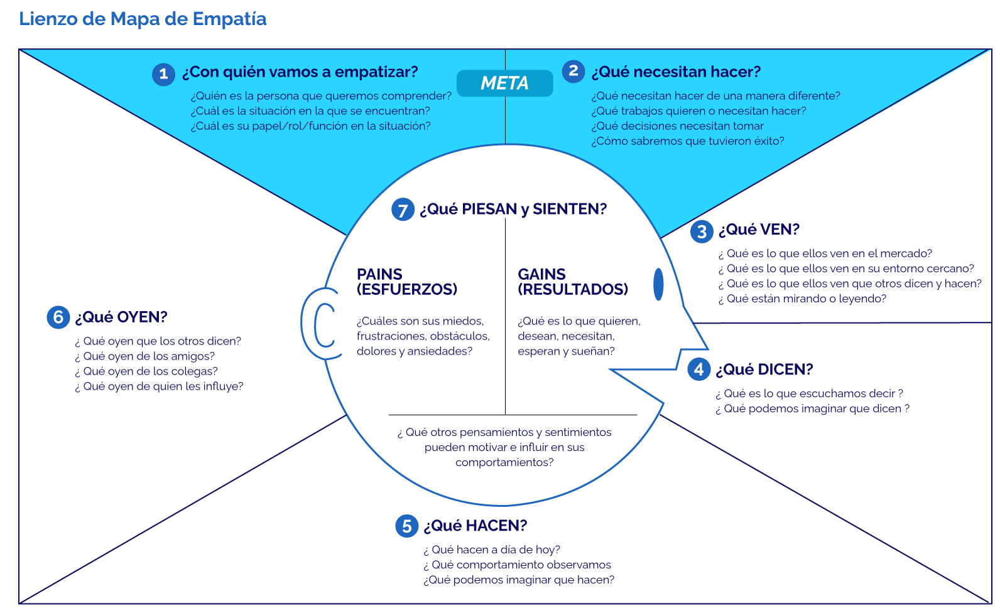 Lienzo de Mapa de Empatía
META
1 ¿Con quién vamos a empatizar?
¿Quién es la persona que queremos comprender?
¿Cuál es la situación en la que se encuentran?
¿Cuál es su papel/rol/función en la situación?
2 ¿Qué necesitan hacer?
¿Qué necesitan hacer de una manera diferente?
¿Qué trabajos quieren o necesitan hacer?
¿Qué decisiones necesitan tomar
¿Cómo sabremos que tuvieron éxito?
3 ¿Qué VEN?
¿ Qué es lo que ellos ven en el mercado?
¿ Qué es lo que ellos ven en su entorno cercano?
¿ Qué es lo que ellos ven que otros dicen y hacen?
¿ Qué están mirando o leyendo?
4 ¿Qué DICEN?
¿ Qué es lo que escuchamos decir ?
¿ Qué podemos imaginar que dicen ?
5 ¿Qué HACEN?
¿ Qué hacen a día de hoy?
¿ Qué comportamiento observamos
¿Qué podemos imaginar que hacen?
6 ¿Qué OYEN?
¿ Qué oyen que los otros dicen?
¿ Qué oyen de los amigos?
¿ Qué oyen de los colegas?
¿ Qué oyen de quien les influye?
7 ¿Qué PIESAN y SIENTEN?
PAINS
(ESFUERZOS)
¿Cuáles son sus miedos,
frustraciones, obstáculos,
dolores y ansiedades?
GAINS
(RESULTADOS)
¿Qué es lo que quieren,
desean, necesitan,
esperan y sueñan?
¿ Qué otros pensamientos y sentimientos
pueden motivar e influir en sus
comportamientos?